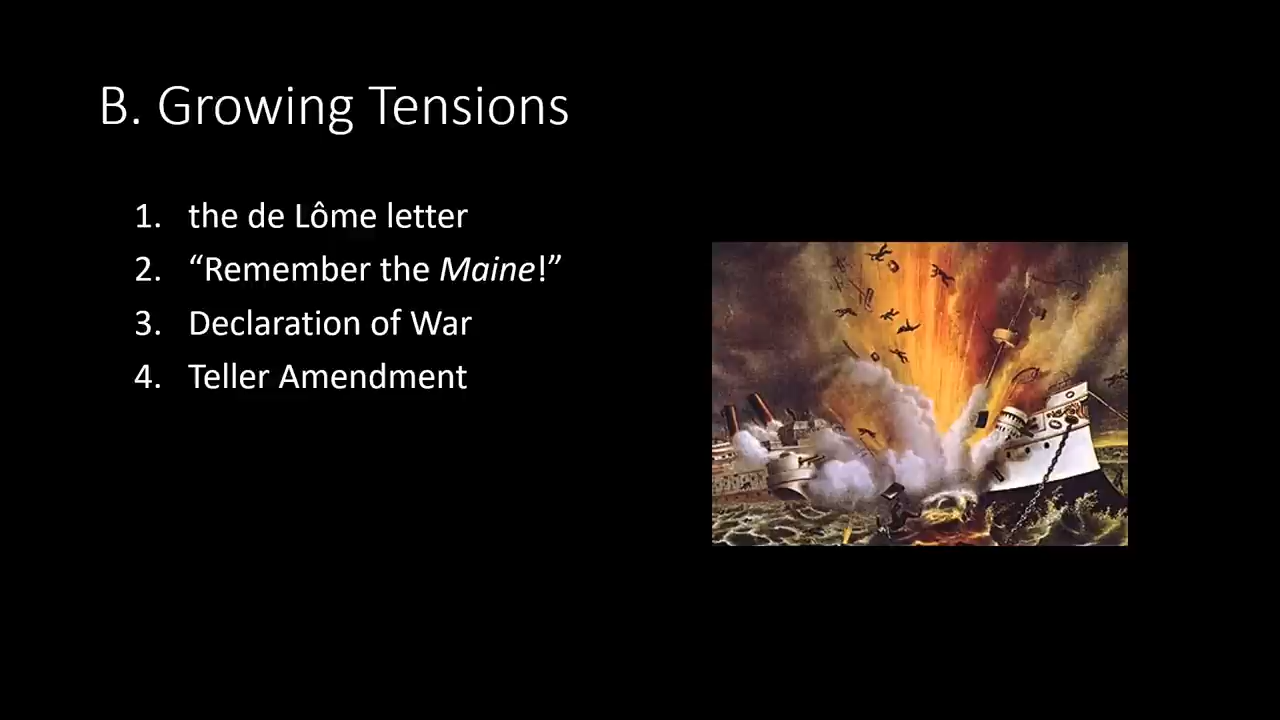 B. Growing Tensions
1. the de Lôme letter
2. “Remember the Maine!”
3. Declaration of War
4. Teller Amendment